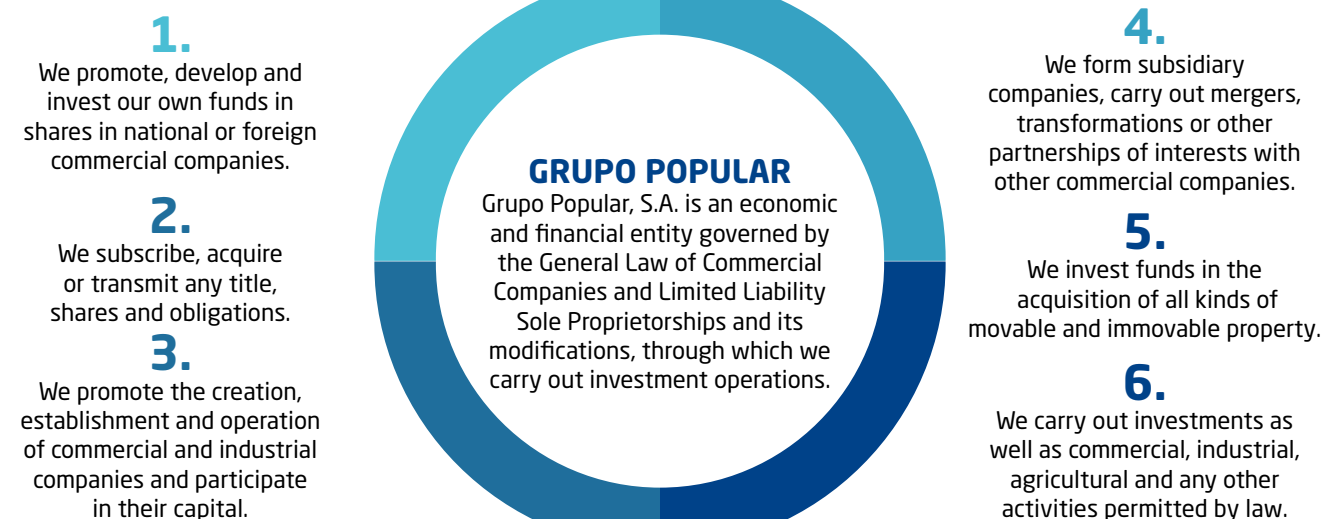 1.
We promote, develop and
invest our own funds in
shares in national or foreign
commercial companies.
2.
We subscribe, acquire
or transmit any title,
shares and obligations.
3.
We promote the creation,
establishment and operation
of commercial and industrial
companies and participate
in their capital.
GRUPO POPULAR
Grupo Popular, S.A. is an economic
and financial entity governed by
the General Law of Commercial
Companies and Limited Liability
Sole Proprietorships and its
modifications, through which we
carry out investment operations.
4.
We form subsidiary
companies, carry out mergers,
transformations or other
partnerships of interests with
other commercial companies.
5.
We invest funds in the
acquisition of all kinds of
movable and immovable property.
6.
We carry out investments as
well as commercial, industrial,
agricultural and any other
activities permitted by law.